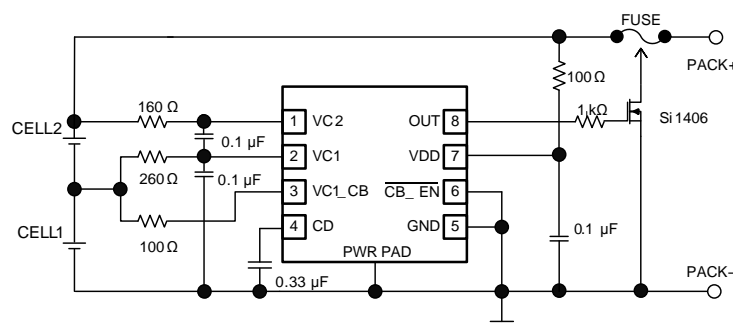 FUSE
PACK+
100 Ω
160 Ω
1 kΩ
Si1406
1 VC2
OUT 8
CELL2
0.1 µF
2 VC1
VDD 7
260 Ω
0.1 µF
3 VC1_CB
CB_EN 6
CELL1
4 CD
GND 5
0.1 µF
100 Ω
PWR PAD
0.33 µF
PACK–